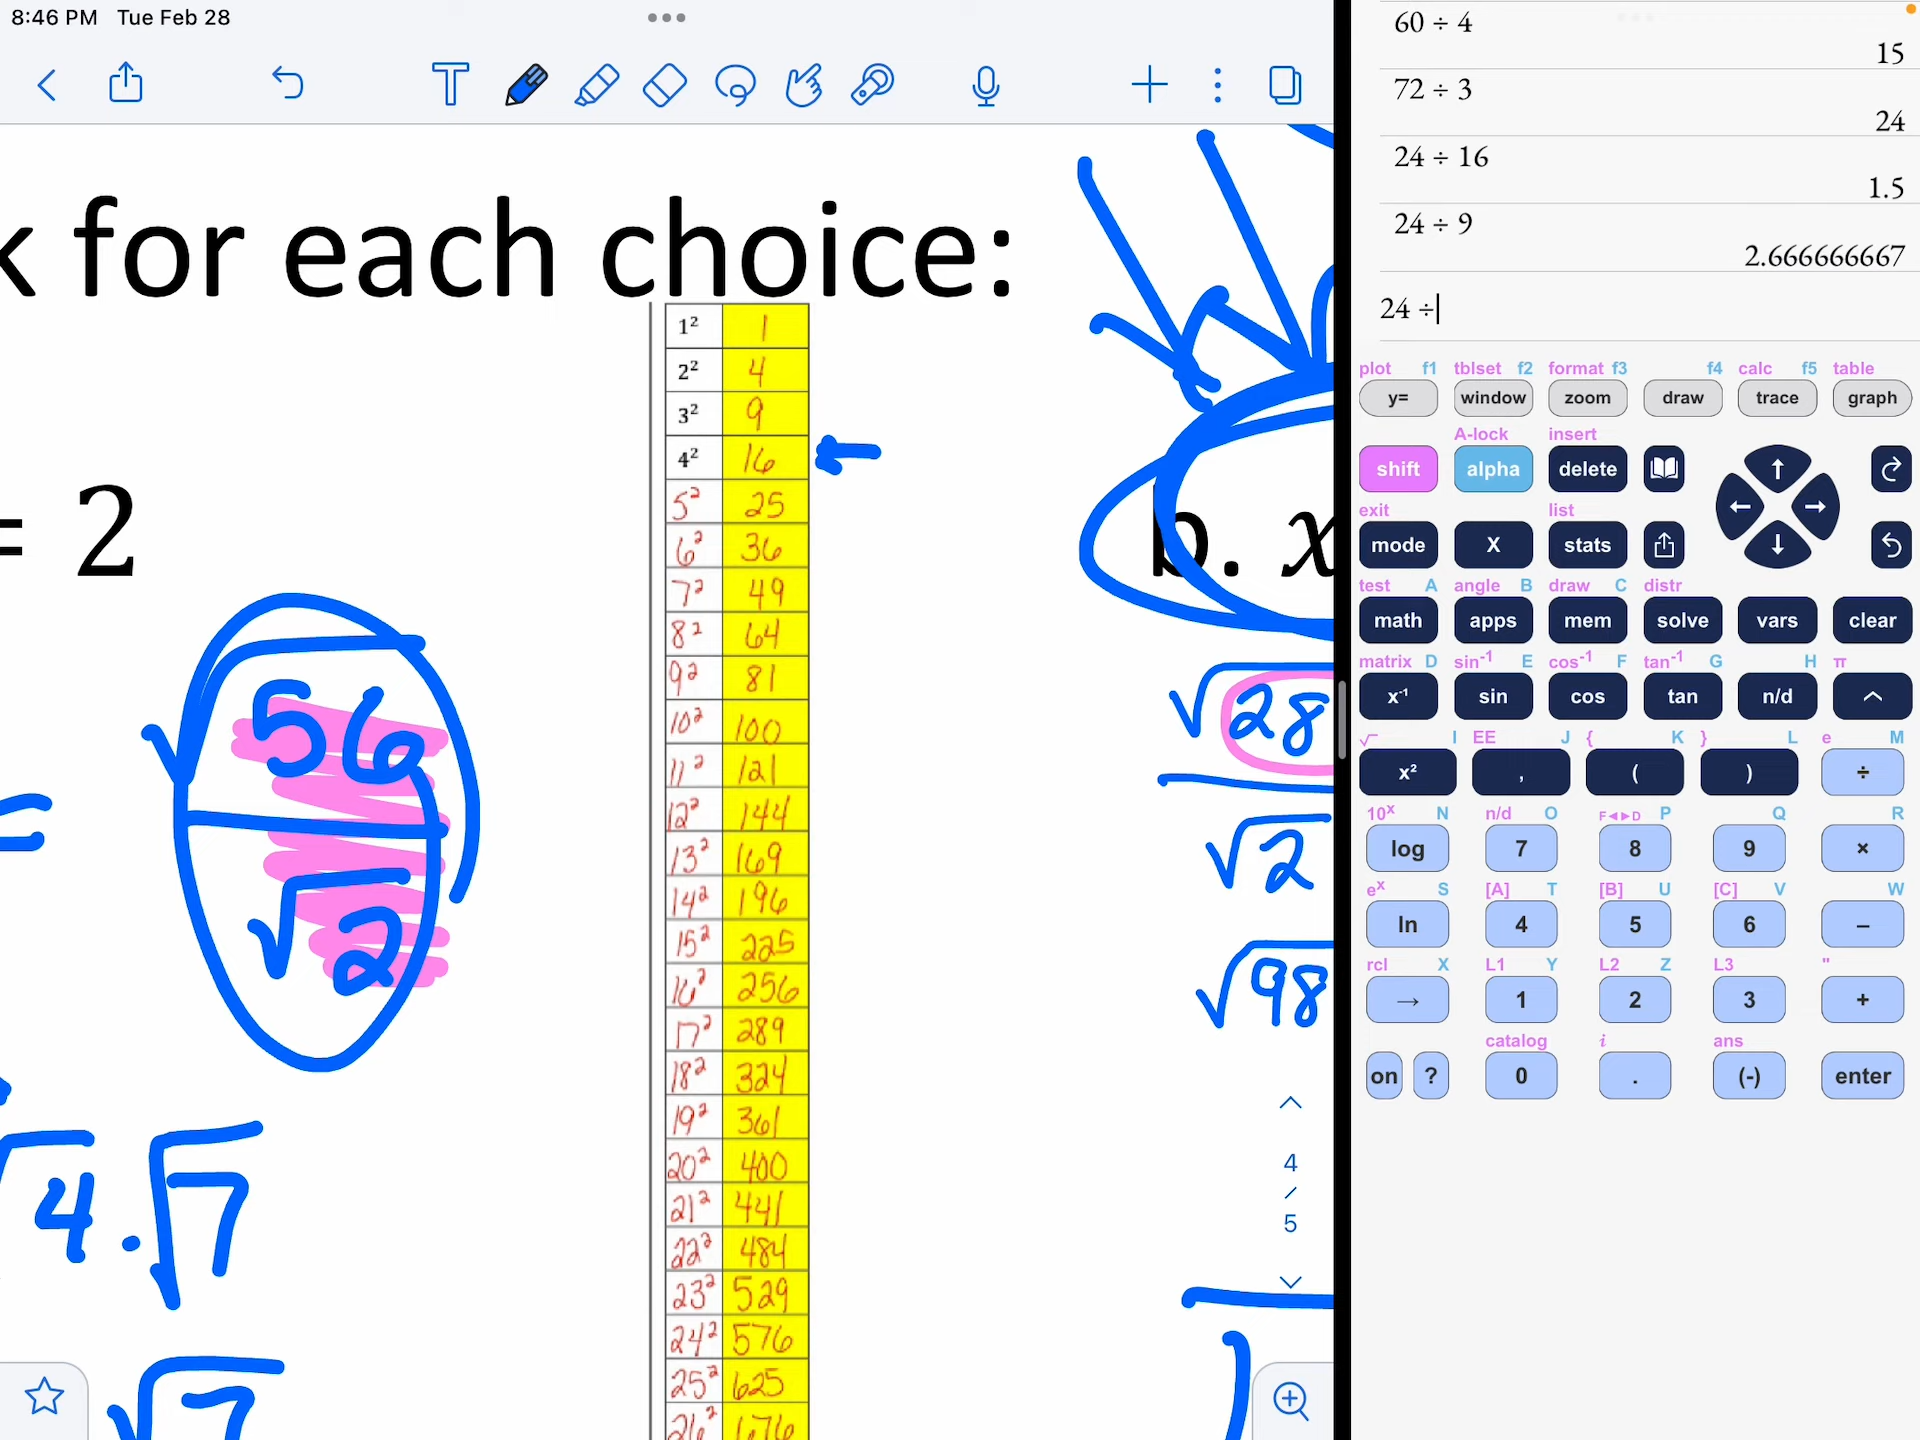 8:46 PM Tue Feb 28
k for each choice:
= 2
1² 1
2² 4
3² 9
4² 16
5² 25
6² 36
7² 49
8² 64
9² 81
10² 100
11² 121
12² 144
13² 169
14² 196
15² 225
16² 256
17² 289
18² 324
19² 361
20² 400
21² 441
22² 484
23² 529
24² 576
25² 625
26² 676
√56
√2
=
√4 · √7
√7
b. x
√28
√2
√98
4
/
5
60 ÷ 4
15
72 ÷ 3
24
24 ÷ 16
1.5
24 ÷ 9
2.666666667
24 ÷
plot f1 tblset f2 format f3 f4 calc f5 table
y= window zoom draw trace graph
A-lock insert
shift alpha delete
exit list
mode X stats
test A angle B draw C distr
math apps mem solve vars clear
matrix D sin⁻¹ E cos⁻¹ F tan⁻¹ G H π
x⁻¹ sin cos tan n/d ^
√ I EE J { K } L e M
x² , ( ) ÷
10ˣ N n/d O F◄►D P Q R
log 7 8 9 ×
eˣ S [A] T [B] U [C] V W
ln 4 5 6 −
rcl X L1 Y L2 Z L3 "
→ 1 2 3 +
catalog i ans
on ? 0 . (-) enter